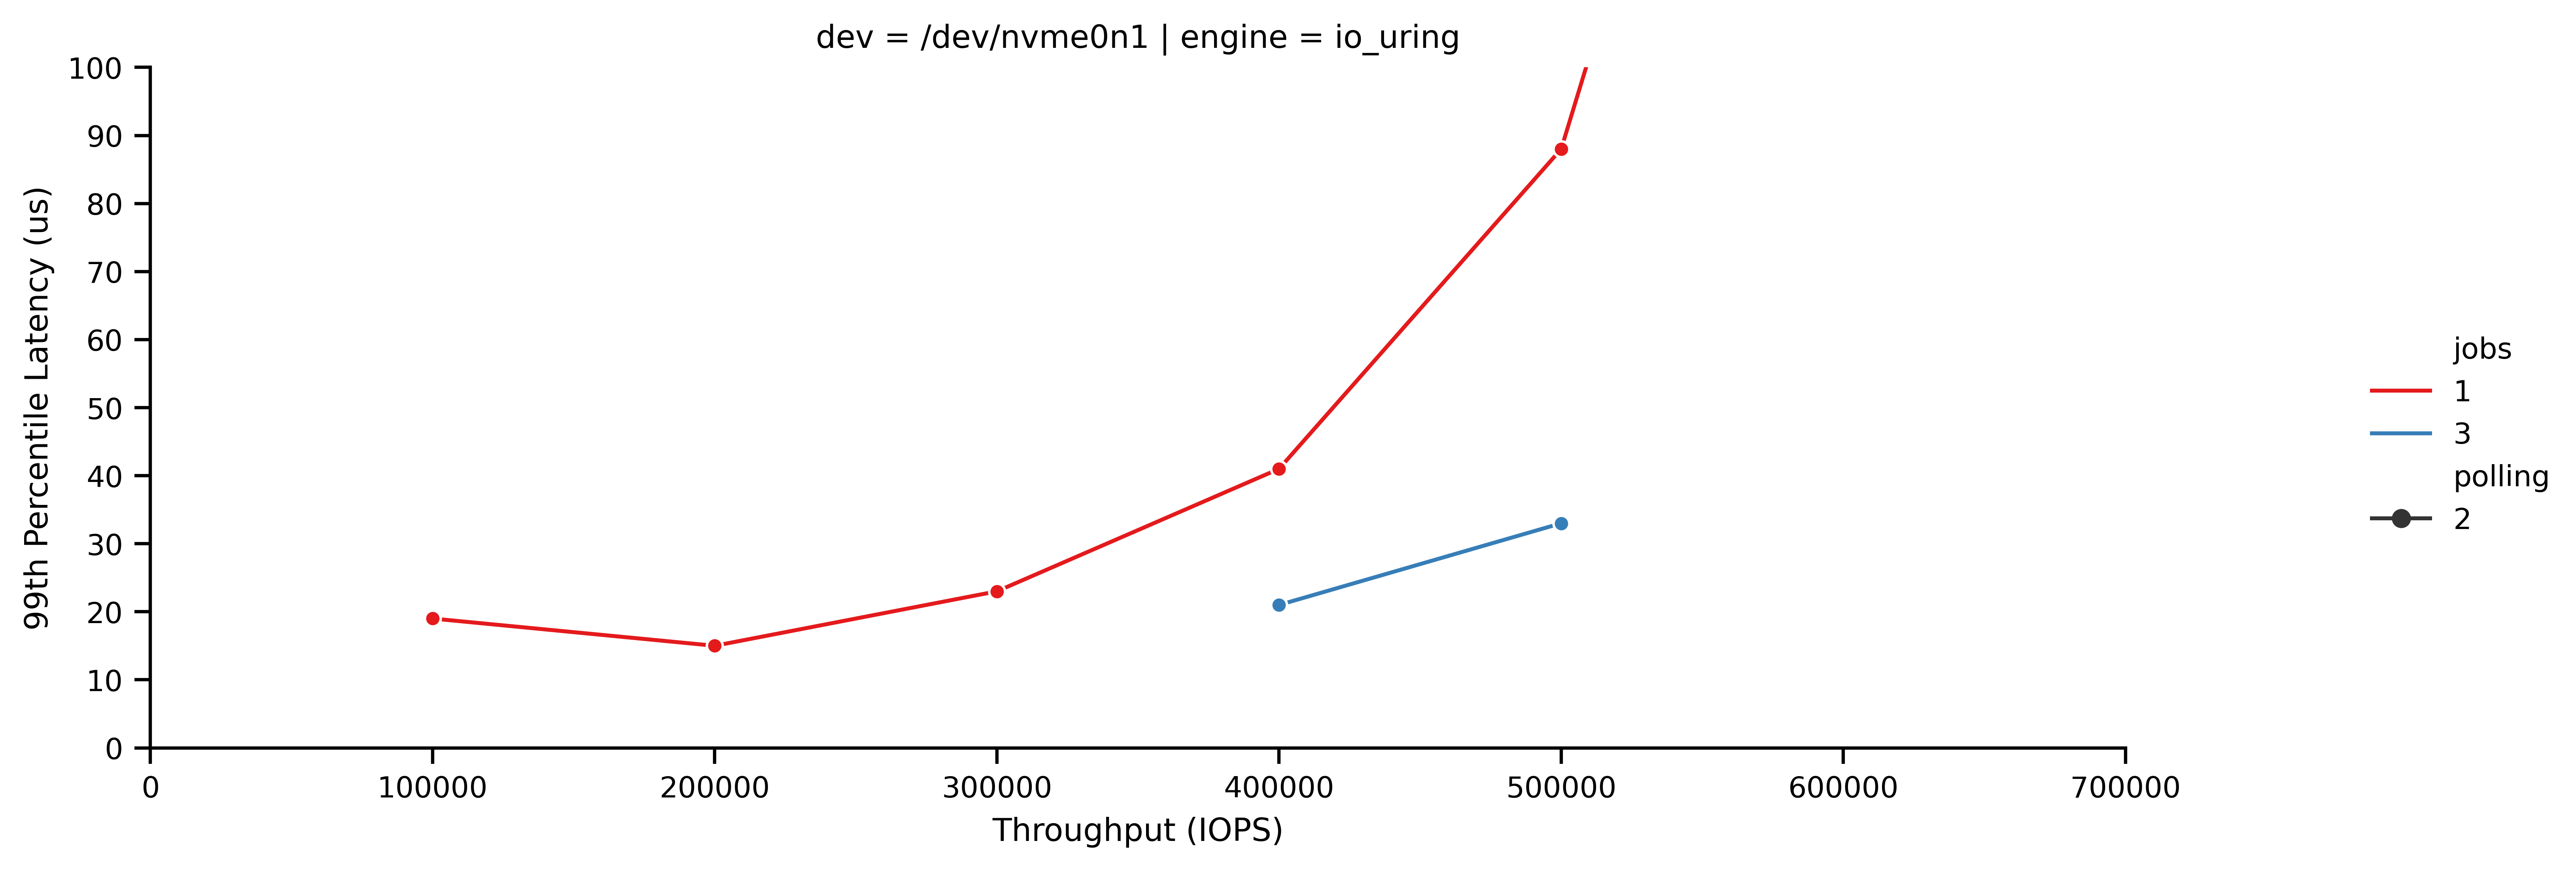 dev = /dev/nvme0n1 | engine = io_uring
99th Percentile Latency (us)
100
90
80
70
60
50
40
30
20
10
0
0 100000 200000 300000 400000 500000 600000 700000
Throughput (IOPS)
jobs
1
3
polling
2